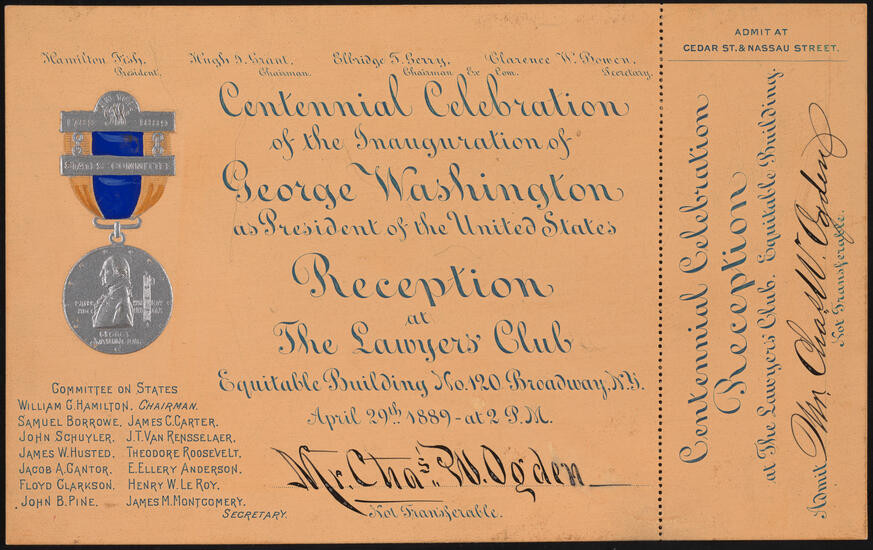 Hamilton Fish, Hugh J. Grant, Elbridge T. Gerry, Clarence W. Bowen,
President. Chairman. Chairman Ex Com. Secretary.
Centennial Celebration
of the Inauguration of
George Washington
as President of the United States
Reception
at
The Lawyers' Club
Equitable Building No. 120 Broadway, N.Y.
April 29th 1889 - at 2 P.M.
Mr. Chas. W. Ogden
Not Transferable.
1789 1889
STATES COMMITTEE
GEORGE
WASHINGTON
COMMITTEE ON STATES
WILLIAM G. HAMILTON, CHAIRMAN.
SAMUEL BORROWE, JAMES C. CARTER.
JOHN SCHUYLER, J.T. VAN RENSSELAER.
JAMES W. HUSTED, THEODORE ROOSEVELT.
JACOB A. CANTOR, E. ELLERY ANDERSON.
FLOYD CLARKSON, HENRY W. LE ROY.
JOHN B. PINE, JAMES M. MONTGOMERY.
SECRETARY.
ADMIT AT
CEDAR ST. & NASSAU STREET.
Centennial Celebration
Reception
at The Lawyers' Club. Equitable Building.
Admit Mr. Chas. W. Ogden
Not Transferable.